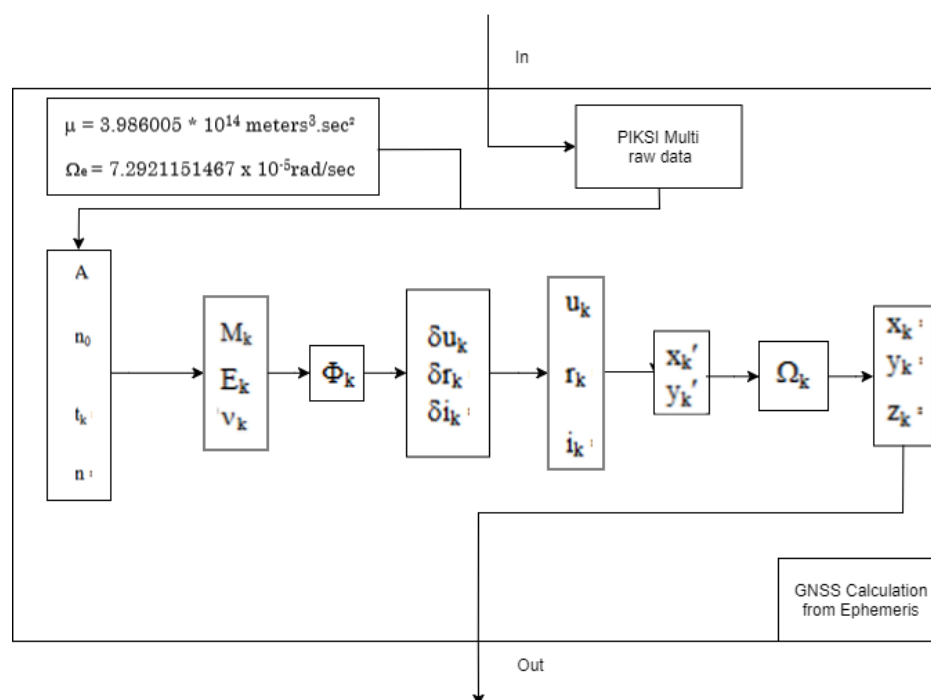 In
μ = 3.986005 * 10¹⁴ meters³.sec²
Ωe = 7.2921151467 x 10⁻⁵rad/sec
PIKSI Multi
raw data
A
n₀
tₖ
n :
Mₖ
Eₖ
νₖ
Φₖ
δuₖ
δrₖ
δiₖ :
uₖ
rₖ
iₖ :
xₖ′
yₖ′
Ωₖ
xₖ :
yₖ :
zₖ :
GNSS Calculation
from Ephemeris
Out